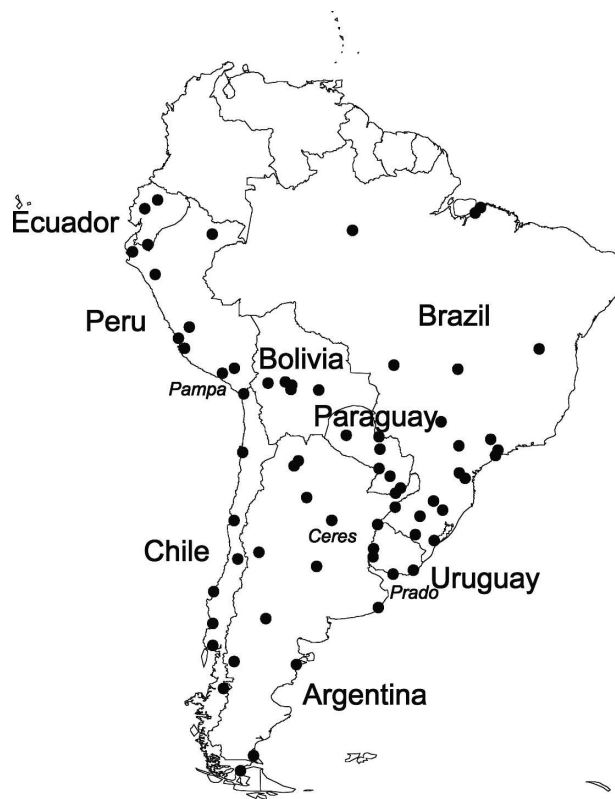 Ecuador
Peru
Brazil
Bolivia
Pampa
Paraguay
Ceres
Chile
Uruguay
Prado
Argentina